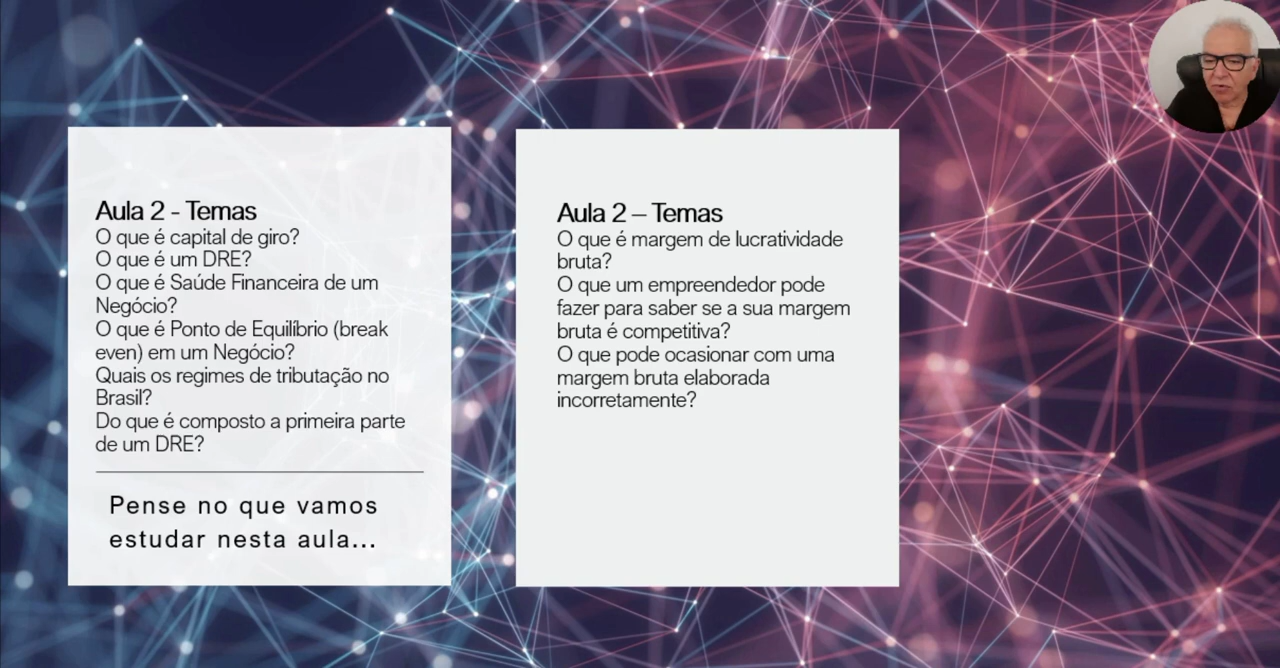 Aula 2 - Temas
O que é capital de giro?
O que é um DRE?
O que é Saúde Financeira de um
Negócio?
O que é Ponto de Equilíbrio (break
even) em um Negócio?
Quais os regimes de tributação no
Brasil?
Do que é composto a primeira parte
de um DRE?
Pense no que vamos
estudar nesta aula...
Aula 2 – Temas
O que é margem de lucratividade
bruta?
O que um empreendedor pode
fazer para saber se a sua margem
bruta é competitiva?
O que pode ocasionar com uma
margem bruta elaborada
incorretamente?